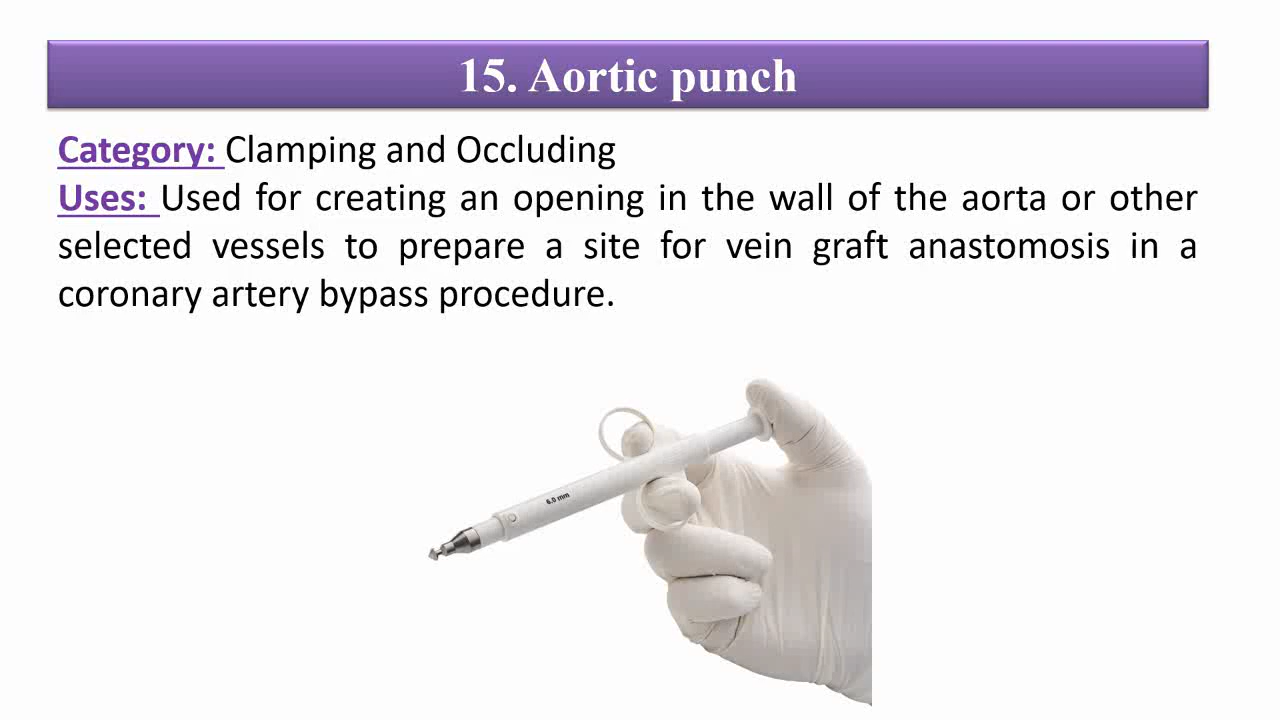 15. Aortic punch
Category: Clamping and Occluding
Uses: Used for creating an opening in the wall of the aorta or other
selected vessels to prepare a site for vein graft anastomosis in a
coronary artery bypass procedure.
6.0 mm